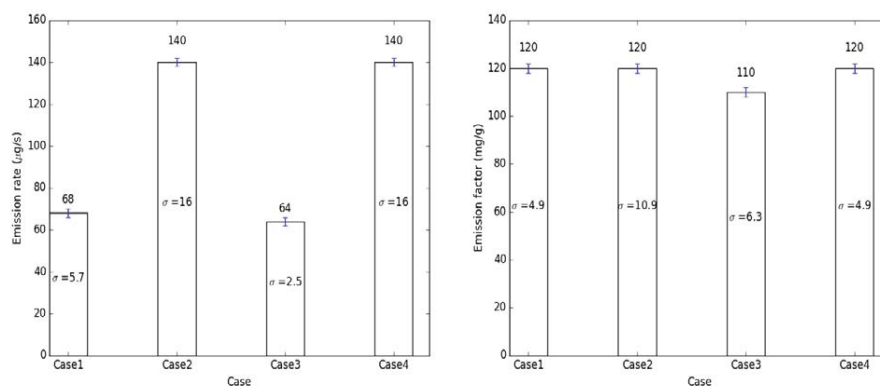 160
140
120
100
80
60
40
20
0
Emission rate (μg/s)
68
140
64
140
σ =5.7
σ =16
σ =2.5
σ =16
Case1
Case2
Case3
Case4
Case
140
120
100
80
60
40
20
0
Emission factor (mg/g)
120
120
110
120
σ =4.9
σ =10.9
σ =6.3
σ =4.9
Case1
Case2
Case3
Case4
Case